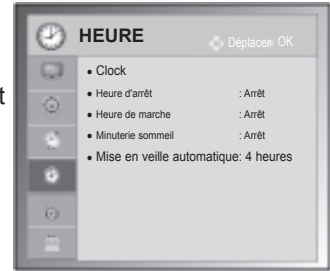 t
HEURE
Déplacer OK
• Clock
• Heure d'arrêt : Arrêt
• Heure de marche : Arrêt
• Minuterie sommeil : Arrêt
• Mise en veille automatique: 4 heures